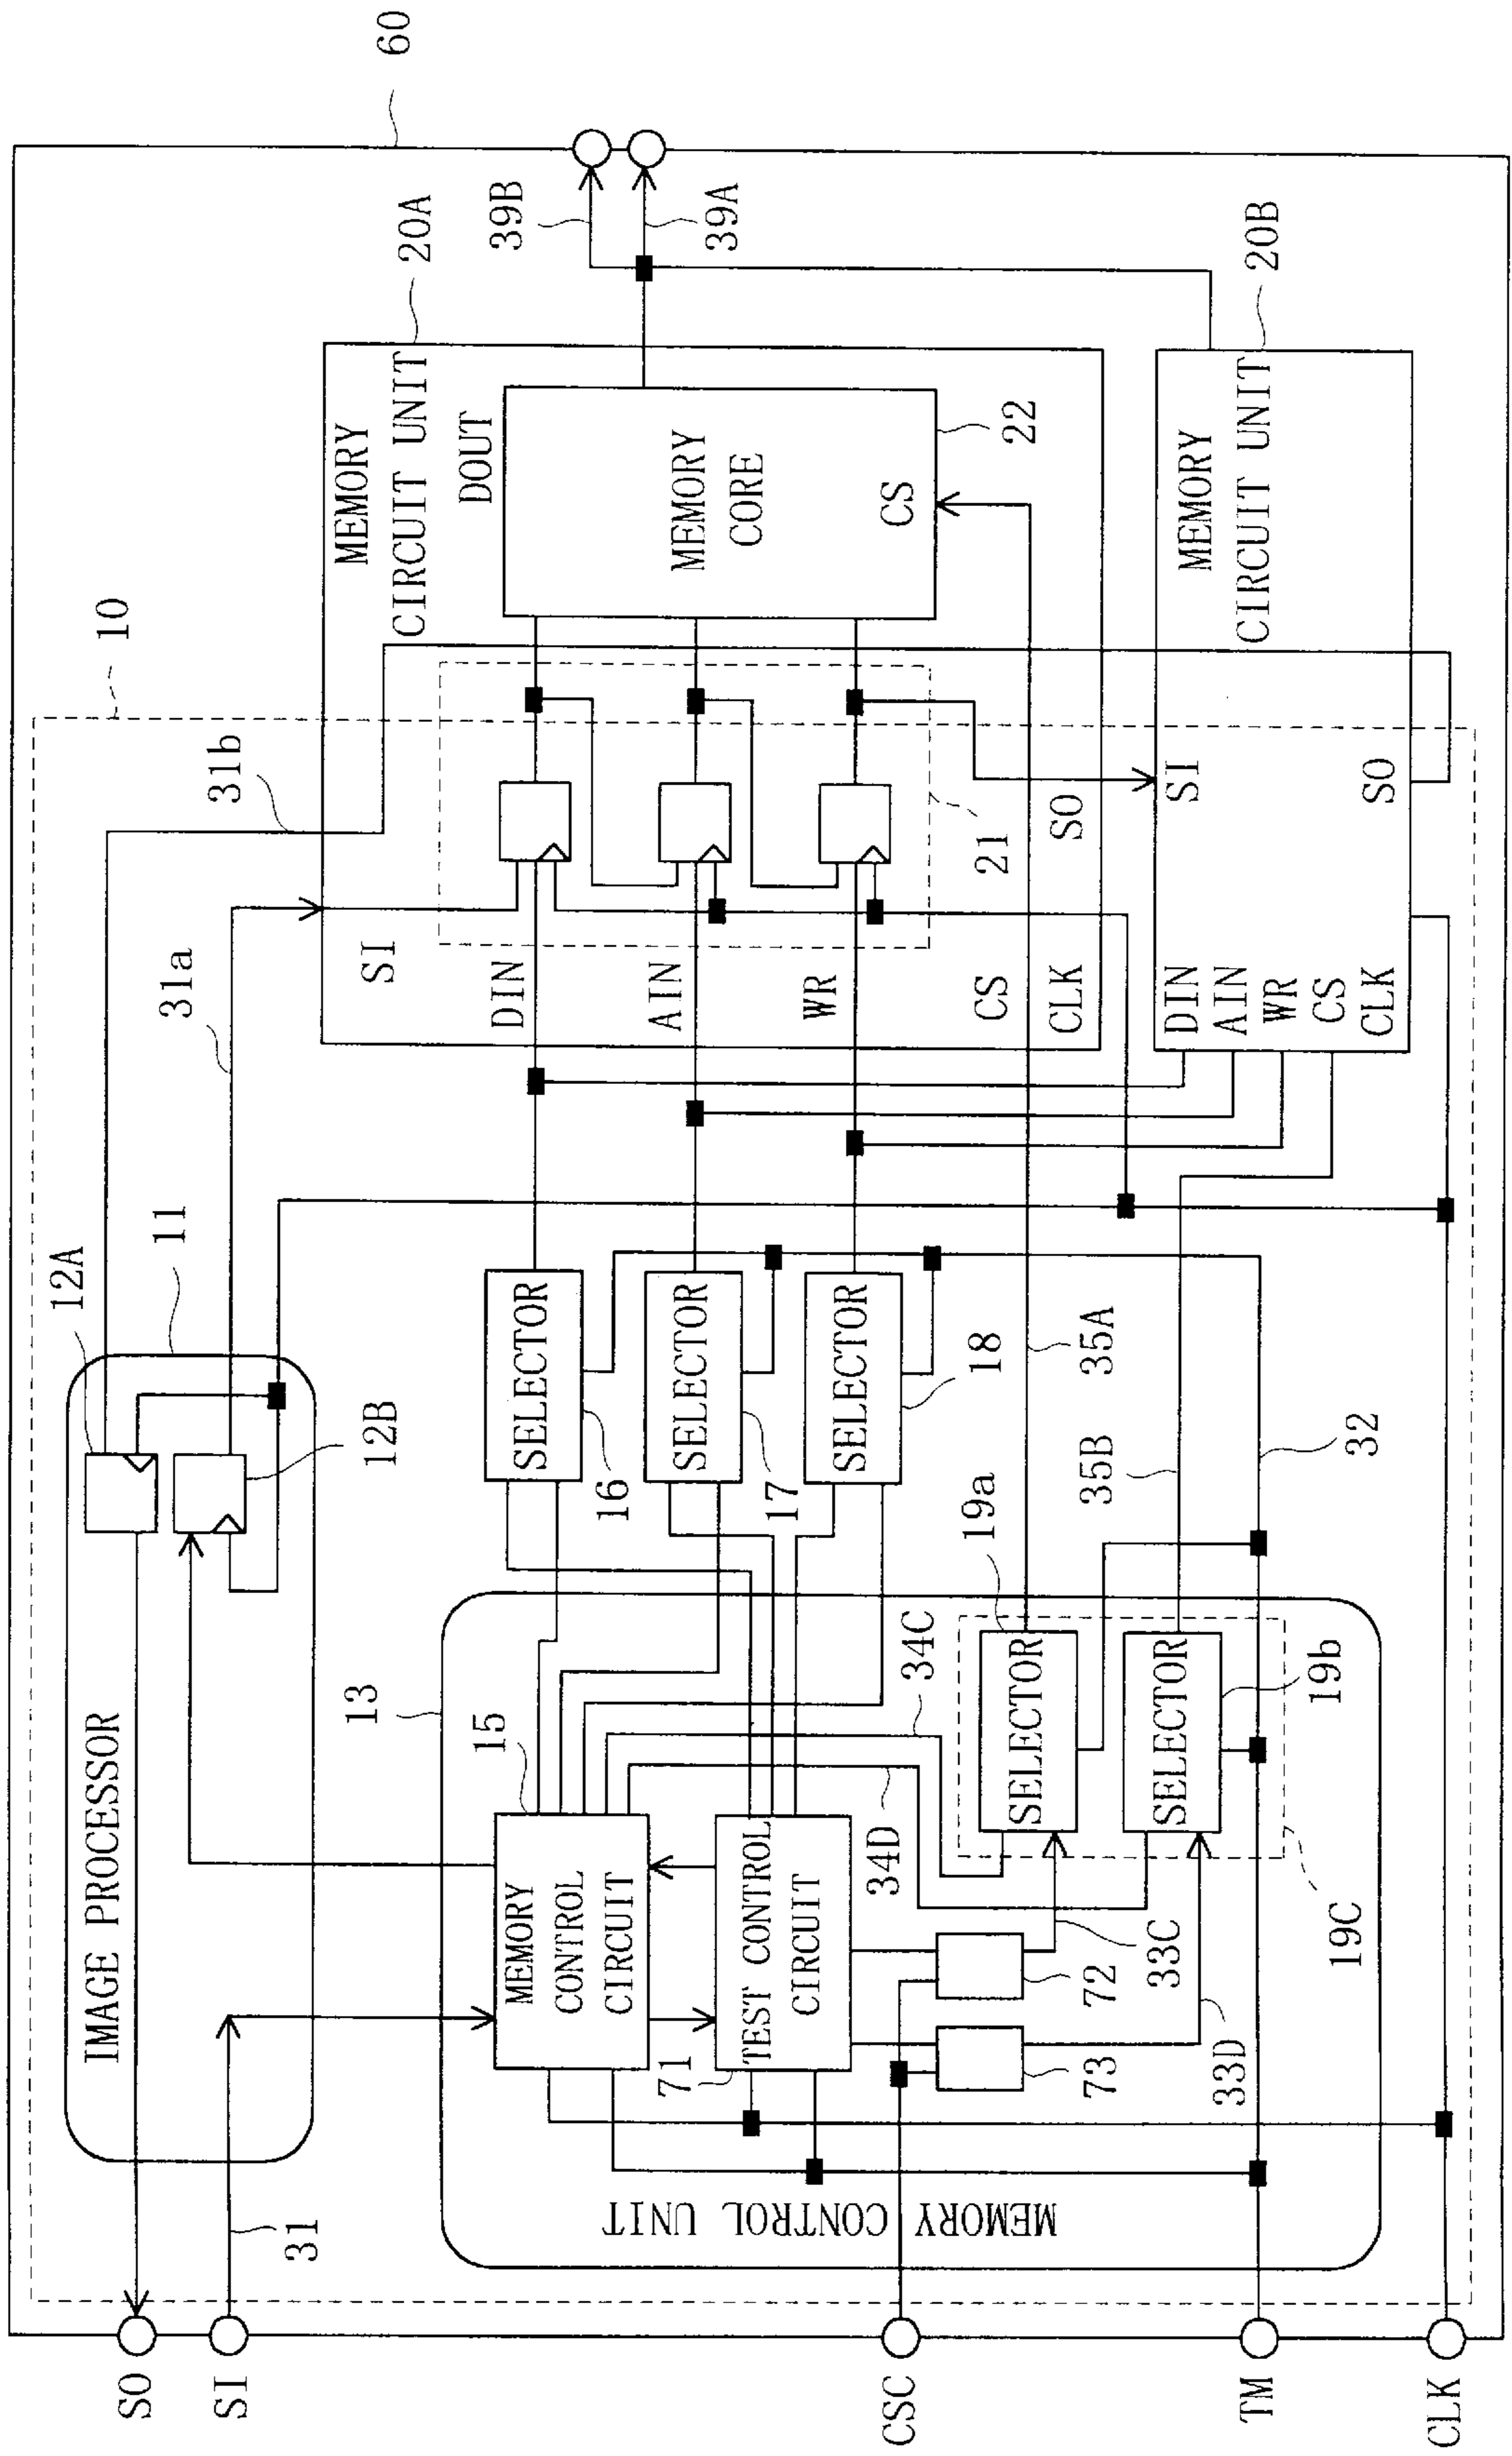 60
10
39B
39A
20A
20B
MEMORY
CIRCUIT UNIT
DOUT
MEMORY
CORE
CS
22
MEMORY
CIRCUIT UNIT
31b
31a
SI
DIN
AIN
WR
CS
CLK
21
SO
SI
SO
DIN
AIN
WR
CS
CLK
11
12A
12B
IMAGE PROCESSOR
SELECTOR
16
SELECTOR
17
SELECTOR
18
35A
35B
32
13
15
MEMORY
CONTROL
CIRCUIT
71
TEST CONTROL
CIRCUIT
34C
34D
19a
SELECTOR
SELECTOR
19b
19C
72
73
33C
33D
MEMORY CONTROL UNIT
31
SO
SI
CSC
TM
CLK